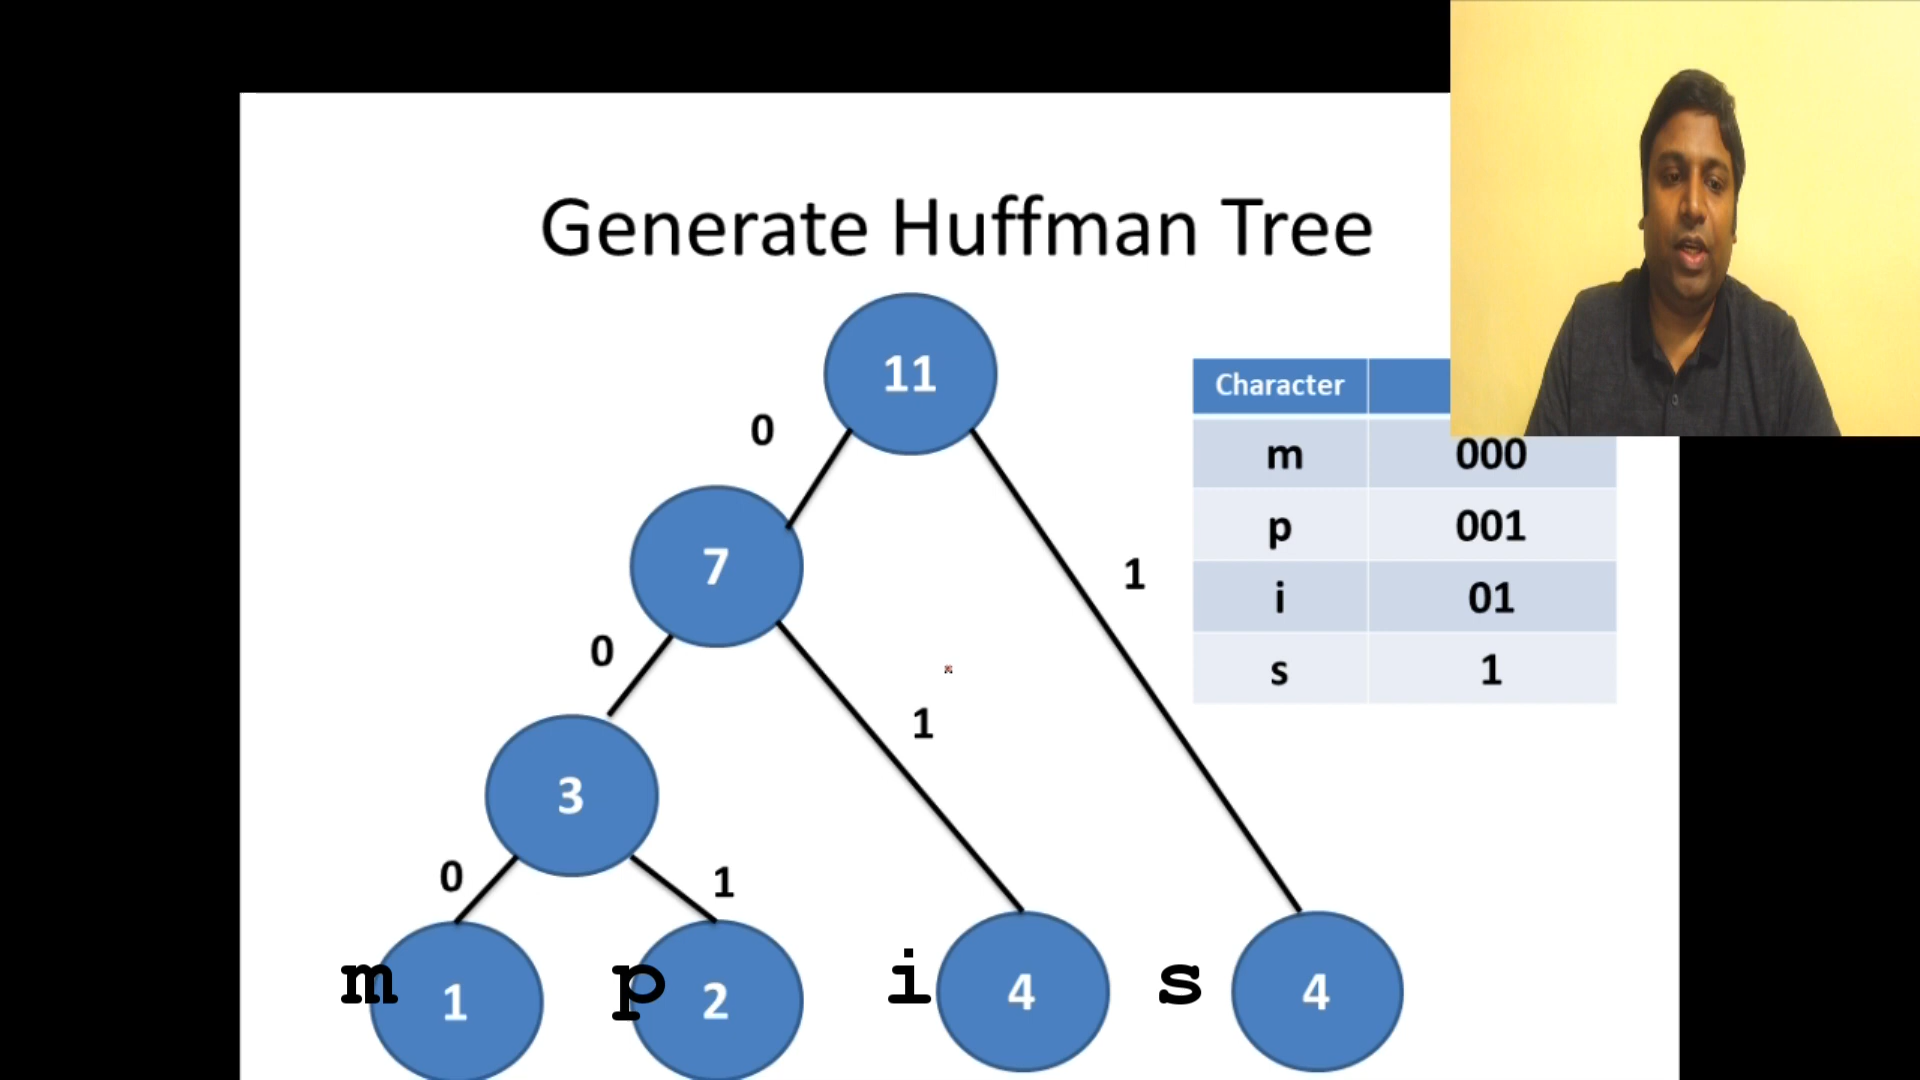 Generate Huffman Tree
11
0
Character
m 000
p 001
7
1
i 01
0
s 1
1
3
0
1
m 1
p 2
i 4
s 4